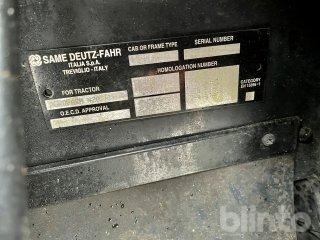 SAME DEUTZ-FAHR
ITALIA S.p.A.
TREVIGLIO - ITALY
CAB OR FRAME TYPE
SERIAL NUMBER
HOMOLOGATION NUMBER
FOR TRACTOR
O.E.C.D. APPROVAL
CATEGORY
blinto